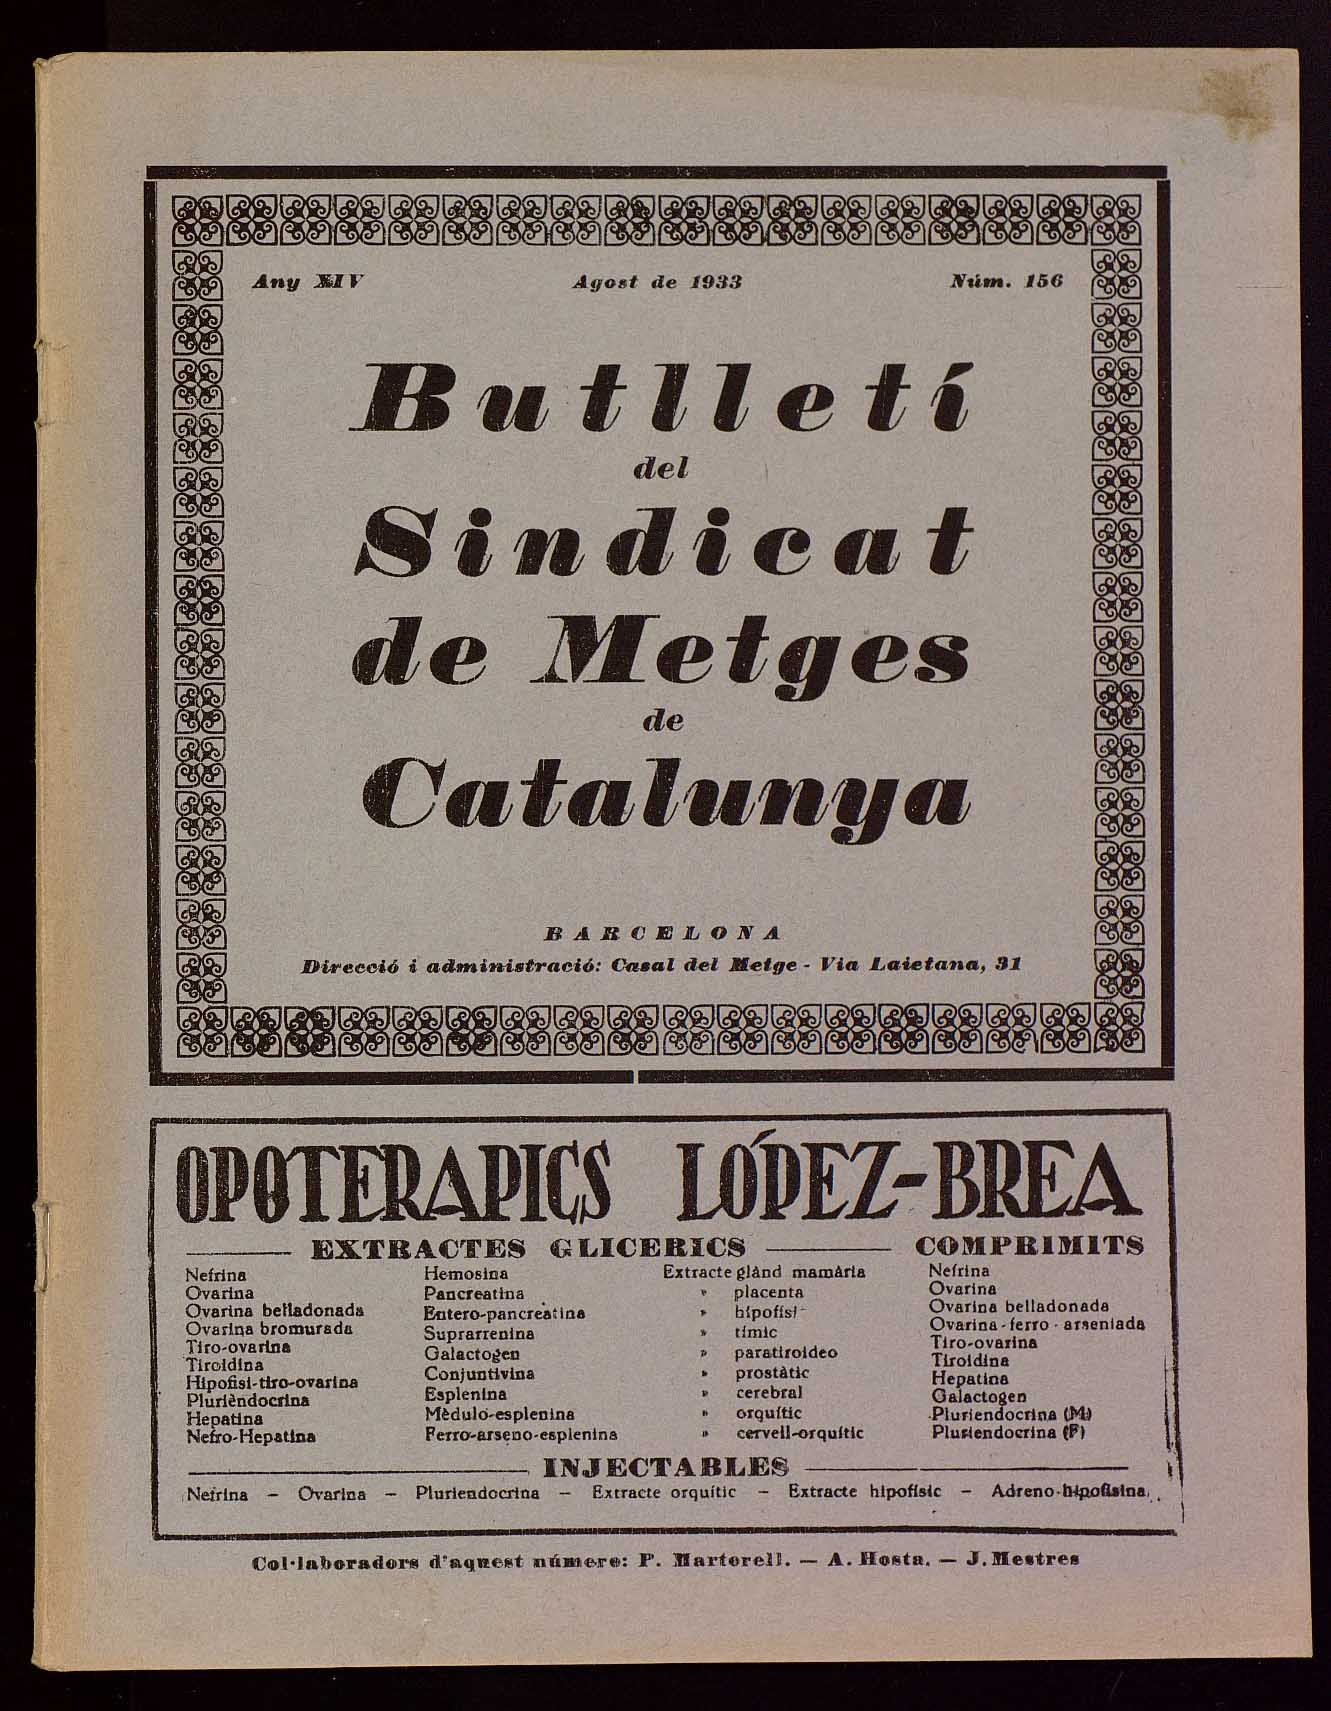 Any XIV Agost de 1933 Núm. 156
Butlletí
del
Sindicat
de Metges
de
Catalunya
BARCELONA
Direcció i administració: Casal del Metge - Via Laietana, 31
OPOTERAPICS LÓPEZ-BREA
EXTRACTES GLICERICS
Nefrina
Ovarina
Ovarina belladonada
Ovarina bromurada
Tiro-ovarina
Tiroidina
Hipofisi-tiro-ovarina
Plurièndocrina
Hepatina
Nefro-Hepatina
Hemosina
Pancreatina
Entero-pancreàtina
Suprarrenina
Galactogen
Conjuntivina
Esplenina
Mèdulo-esplenina
Ferro-arseno-esplenina
Extracte glànd mamària
» placenta
» hipofisi
» tímic
» paratiroideo
» prostàtic
» cerebral
» orquític
» cervell-orquític
COMPRIMITS
Nefrina
Ovarina
Ovarina belladonada
Ovarina - ferro - arseniada
Tiro-ovarina
Tiroidina
Hepatina
Galactogen
Pluriendocrina (M)
Pluriendocrina (F)
INJECTABLES
Nefrina — Ovarina — Pluriendocrina — Extracte orquític — Extracte hipofisic — Adreno-hipofisina
Col·laboradors d'aquest número: P. Martorell. — A. Hosta. — J. Mestres